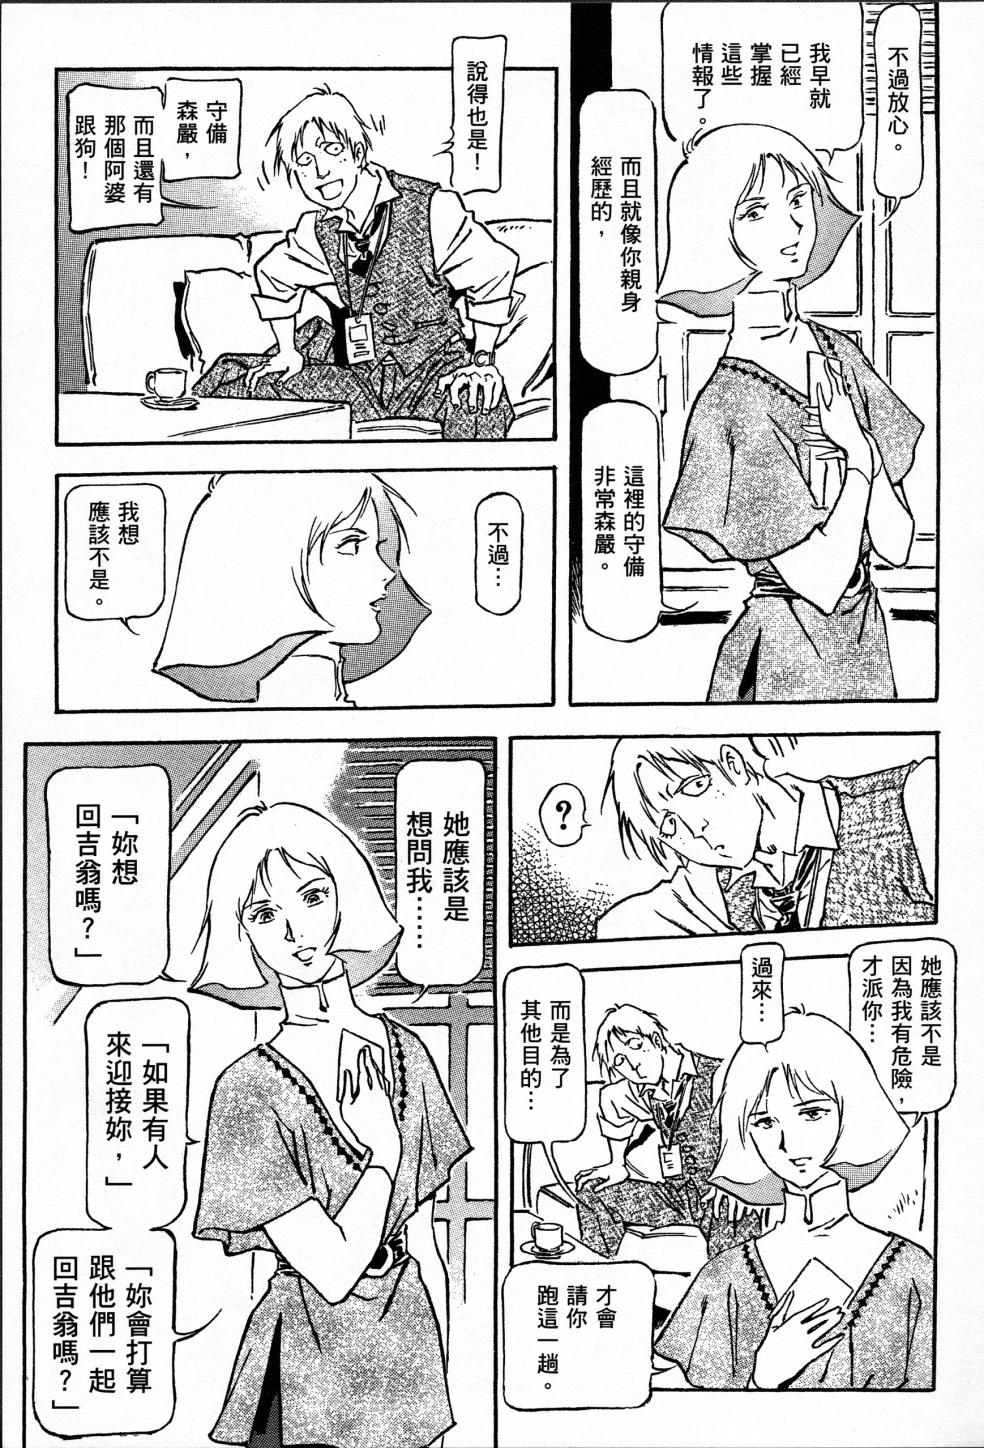 不過放心。
我早就
已經
掌握
這些
情報了。
而且就像你親身
經歷的，
這裡的守備
非常森嚴。
說得也是！
守備
森嚴，
而且還有
那個阿婆
跟狗！
不過…
我想
應該不是。
？
她應該不是
因為我有危險，
才派你…
過來…
而是為了
其他目的…
才會
請你
跑這一趟。
她應該是
想問我……
「妳想
回吉翁嗎？」
「如果有人
來迎接妳，」
「妳會打算
跟他們一起
回吉翁嗎？」